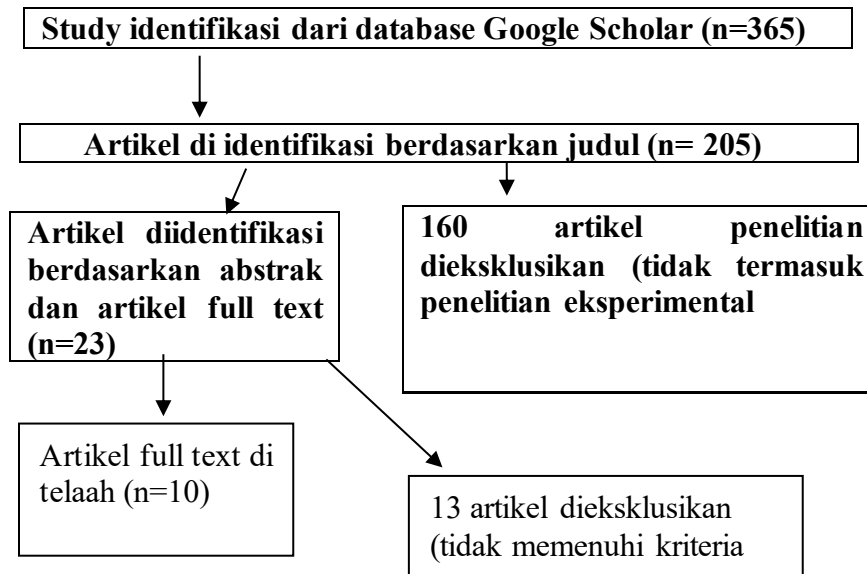 Study identifikasi dari database Google Scholar (n=365)
Artikel di identifikasi berdasarkan judul (n= 205)
Artikel diidentifikasi
berdasarkan abstrak
dan artikel full text
(n=23)
160 artikel penelitian
dieksklusikan (tidak termasuk
penelitian eksperimental
Artikel full text di
telaah (n=10)
13 artikel dieksklusikan
(tidak memenuhi kriteria